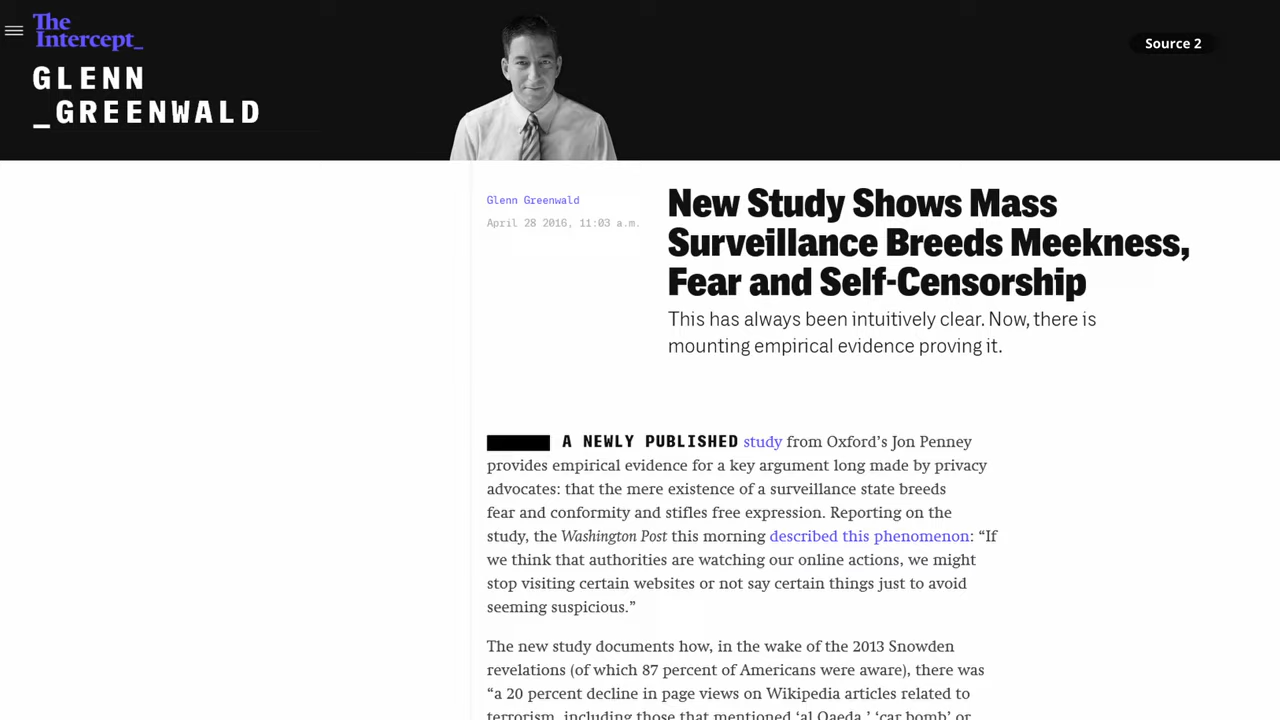 The
Intercept_
GLENN
_GREENWALD
Source 2
Glenn Greenwald
April 28 2016, 11:03 a.m.
New Study Shows Mass
Surveillance Breeds Meekness,
Fear and Self-Censorship
This has always been intuitively clear. Now, there is
mounting empirical evidence proving it.
A NEWLY PUBLISHED study from Oxford’s Jon Penney
provides empirical evidence for a key argument long made by privacy
advocates: that the mere existence of a surveillance state breeds
fear and conformity and stifles free expression. Reporting on the
study, the Washington Post this morning described this phenomenon: “If
we think that authorities are watching our online actions, we might
stop visiting certain websites or not say certain things just to avoid
seeming suspicious.”
The new study documents how, in the wake of the 2013 Snowden
revelations (of which 87 percent of Americans were aware), there was
“a 20 percent decline in page views on Wikipedia articles related to
terrorism, including those that mentioned ‘al Qaeda,’ ‘car bomb’ or